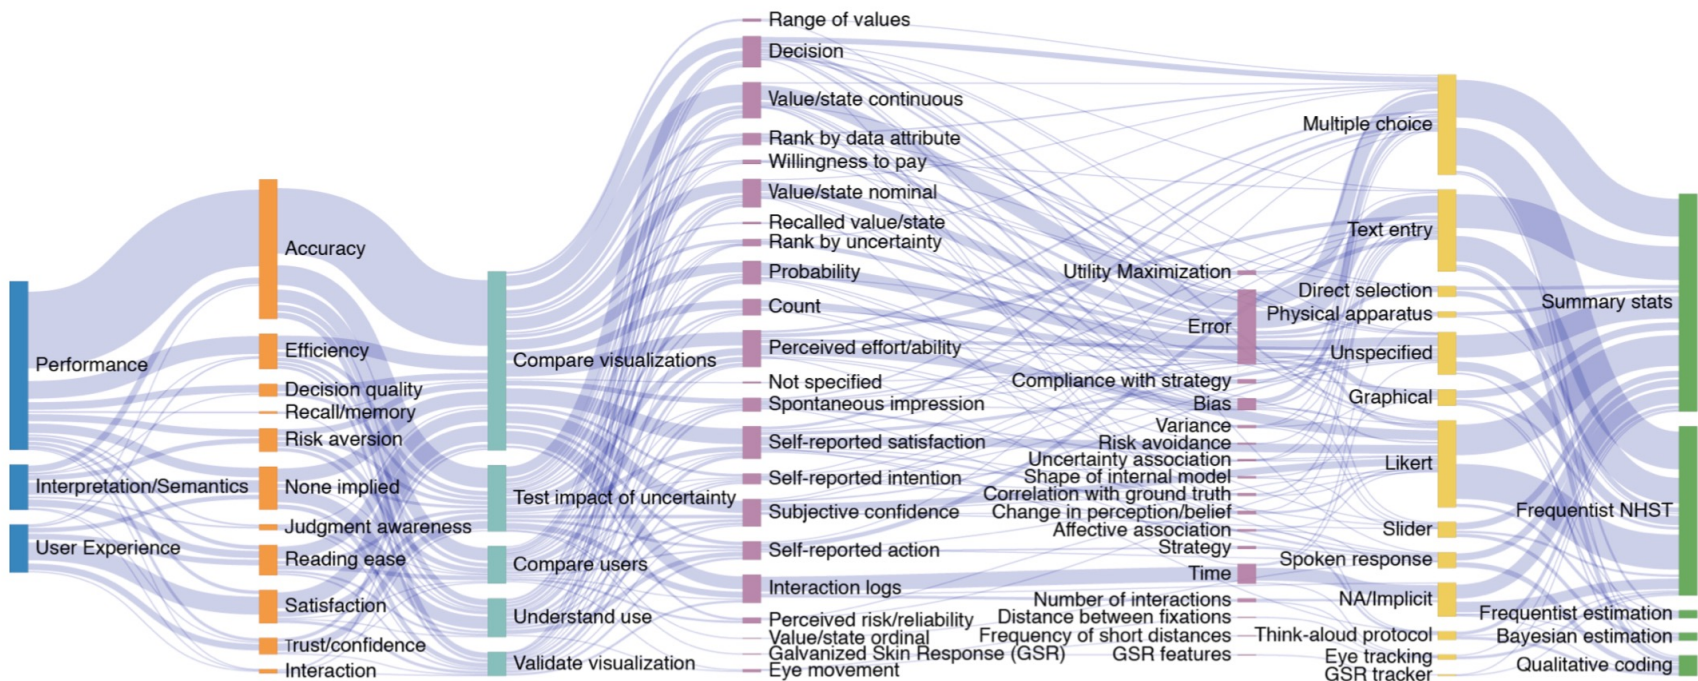 Performance
Interpretation/Semantics
User Experience
Accuracy
Efficiency
Decision quality
Recall/memory
Risk aversion
None implied
Judgment awareness
Reading ease
Satisfaction
Trust/confidence
Interaction
Compare visualizations
Test impact of uncertainty
Compare users
Understand use
Validate visualization
Range of values
Decision
Value/state continuous
Rank by data attribute
Willingness to pay
Value/state nominal
Recalled value/state
Rank by uncertainty
Probability
Count
Perceived effort/ability
Not specified
Spontaneous impression
Self-reported satisfaction
Self-reported intention
Subjective confidence
Self-reported action
Interaction logs
Perceived risk/reliability
Value/state ordinal
Galvanized Skin Response (GSR)
Eye movement
Utility Maximization
Error
Compliance with strategy
Bias
Variance
Risk avoidance
Uncertainty association
Shape of internal model
Correlation with ground truth
Change in perception/belief
Affective association
Strategy
Time
Number of interactions
Distance between fixations
Frequency of short distances
GSR features
Multiple choice
Text entry
Direct selection
Physical apparatus
Unspecified
Graphical
Likert
Slider
Spoken response
NA/Implicit
Think-aloud protocol
Eye tracking
GSR tracker
Summary stats
Frequentist NHST
Frequentist estimation
Bayesian estimation
Qualitative coding